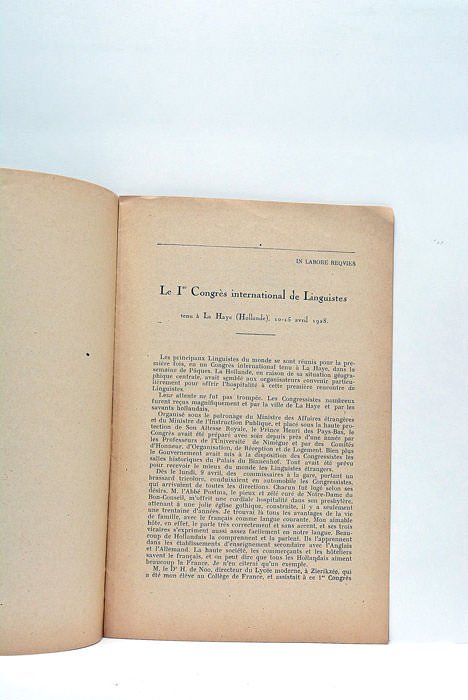 IN LABORE REQVIES
Le Ier Congrès international de Linguistes
tenu à La Haye (Hollande), 10-15 avril 1928.
Les principaux Linguistes du monde se sont réunis pour la pre-
mière fois, en un Congrès international tenu à La Haye, dans la
semaine de Pâques. La Hollande, en raison de sa situation géogra-
phique centrale, avait semblé aux organisateurs convenir particu-
lièrement pour offrir l'hospitalité à cette première rencontre de
Linguistes.
Leur attente ne fut pas trompée. Les Congressistes nombreux
furent reçus magnifiquement et par la ville de La Haye et par les
savants hollandais.
Organisé sous le patronage du Ministre des Affaires étrangères
et du Ministre de l'Instruction Publique, et placé sous la haute pro-
tection de Son Altesse Royale, le Prince Henri des Pays-Bas, le
Congrès avait été préparé avec soin depuis près d'une année par
les Professeurs de l'Université de Nimègue et par des Comités
d'Honneur, d'Organisation, de Réception et de Logement. Bien plus
le Gouvernement avait mis à la disposition des Congressistes les
salles historiques du Palais du Binnenhof. Tout avait été prévu
pour recevoir le mieux du monde les Linguistes étrangers.
Dès le lundi, 9 avril, des commissaires à la gare, portant un
brassard tricolore, conduisaient en automobile les Congressistes,
qui arrivaient de toutes les directions. Chacun fut logé selon ses
désirs. M. l'Abbé Postma, le pieux et zélé curé de Notre-Dame du
Bon-Conseil, m'offrit une cordiale hospitalité dans son presbytère,
attenant à une jolie église gothique, construite, il y a seulement
une trentaine d'années. Je trouvai là tous les avantages de la vie
de famille, avec le français comme langue courante. Mon aimable
hôte, en effet, le parle très correctement et sans accent, et ses trois
vicaires s'expriment aussi assez facilement en notre langue. Beau-
coup de Hollandais la comprennent et la parlent. Ils l'apprennent
dans les établissements d'enseignement secondaire avec l'Anglais
et l'Allemand. La haute société, les commerçants et les hôteliers
savent le français, et on peut dire que tous les Hollandais aiment
beaucoup la France. Je n'en citerai qu'un exemple.
M. le Dr H. de Noo, directeur du Lycée moderne, à Zierikzée, qui
a été mon élève au Collège de France, et assistait à ce 1er Congrès